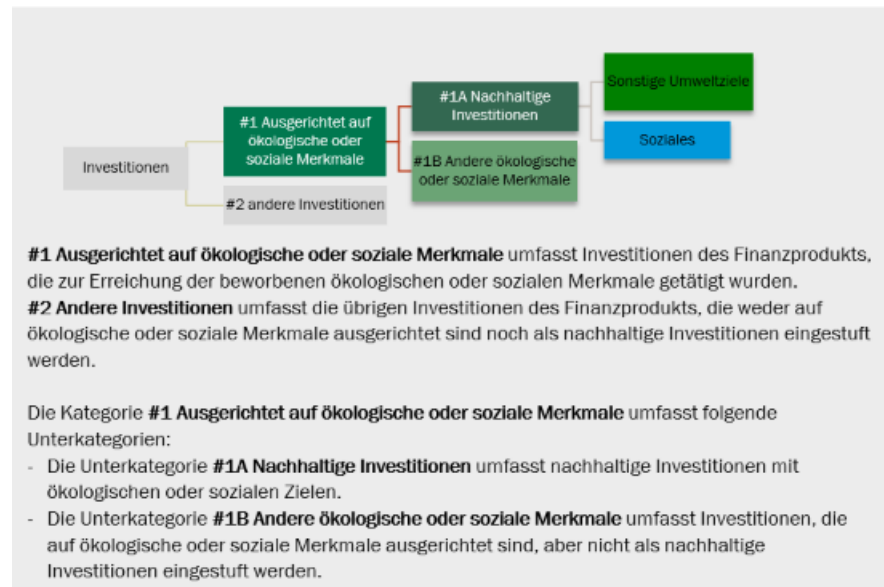 Sonstige Umweltziele
#1A Nachhaltige
Investitionen
#1 Ausgerichtet auf
ökologische oder
soziale Merkmale
Soziales
Investitionen
#1B Andere ökologische
oder soziale Merkmale
#2 andere Investitionen
#1 Ausgerichtet auf ökologische oder soziale Merkmale umfasst Investitionen des Finanzprodukts,
die zur Erreichung der beworbenen ökologischen oder sozialen Merkmale getätigt wurden.
#2 Andere Investitionen umfasst die übrigen Investitionen des Finanzprodukts, die weder auf
ökologische oder soziale Merkmale ausgerichtet sind noch als nachhaltige Investitionen eingestuft
werden.
Die Kategorie #1 Ausgerichtet auf ökologische oder soziale Merkmale umfasst folgende
Unterkategorien:
- Die Unterkategorie #1A Nachhaltige Investitionen umfasst nachhaltige Investitionen mit
ökologischen oder sozialen Zielen.
- Die Unterkategorie #1B Andere ökologische oder soziale Merkmale umfasst Investitionen, die
auf ökologische oder soziale Merkmale ausgerichtet sind, aber nicht als nachhaltige
Investitionen eingestuft werden.